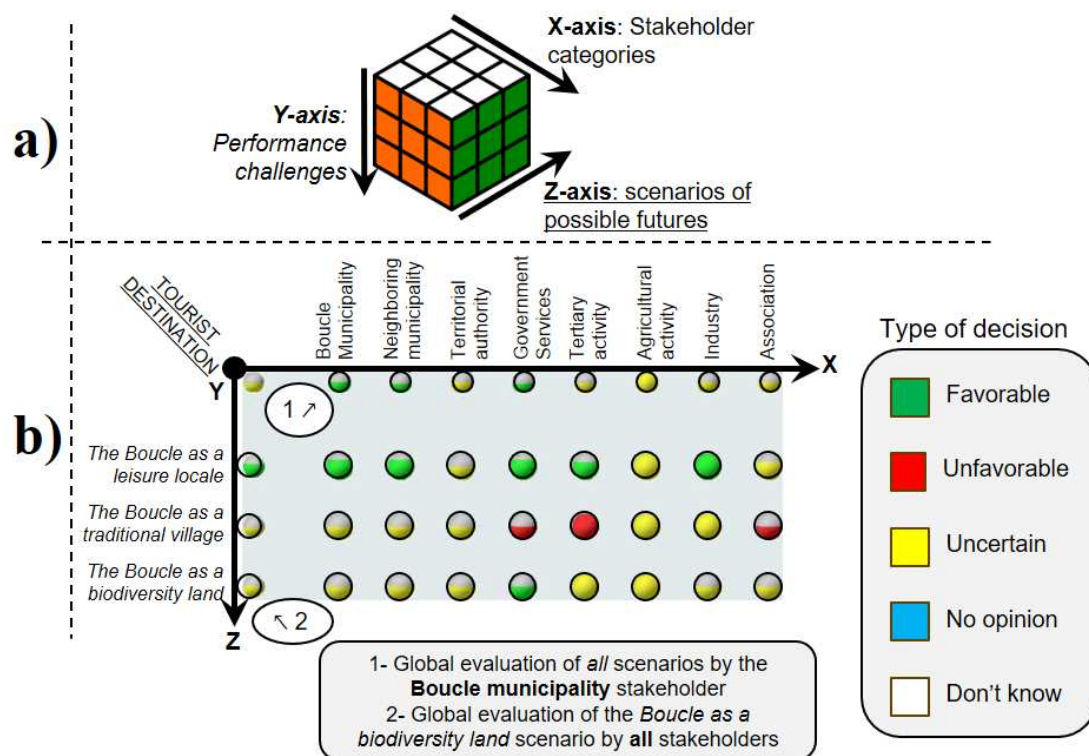 a)
X-axis: Stakeholder
categories
Y-axis:
Performance
challenges
Z-axis: scenarios of
possible futures
b)
TOURIST
DESTINATION
Boucle
Municipality
Neighboring
municipality
Territorial
authority
Government
Services
Tertiary
activity
Agricultural
activity
Industry
Association
X
Y
1 ↗
The Boucle as a
leisure locale
The Boucle as a
traditional village
The Boucle as a
biodiversity land
↖ 2
Z
Type of decision
Favorable
Unfavorable
Uncertain
No opinion
Don't know
1- Global evaluation of all scenarios by the
Boucle municipality stakeholder
2- Global evaluation of the Boucle as a
biodiversity land scenario by all stakeholders